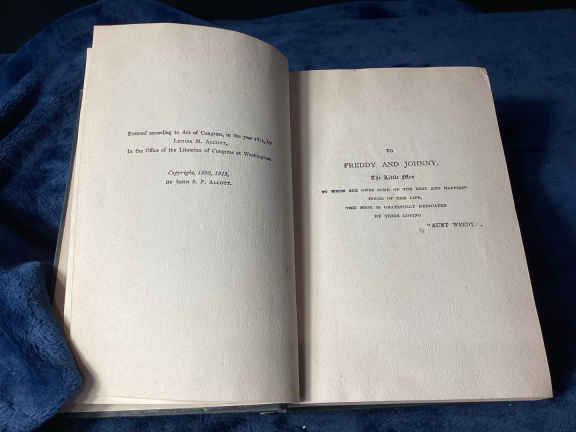 Entered according to Act of Congress, in the year 1871, by
LOUISA M. ALCOTT,
In the Office of the Librarian of Congress at Washington.
Copyright, 1899, 1913,
BY JOHN S. P. ALCOTT.
TO
FREDDY AND JOHNNY,
The Little Men
TO WHOM SHE OWES SOME OF THE BEST AND HAPPIEST
HOURS OF HER LIFE,
THIS BOOK IS GRATEFULLY DEDICATED
BY THEIR LOVING
"AUNT WEEDY."